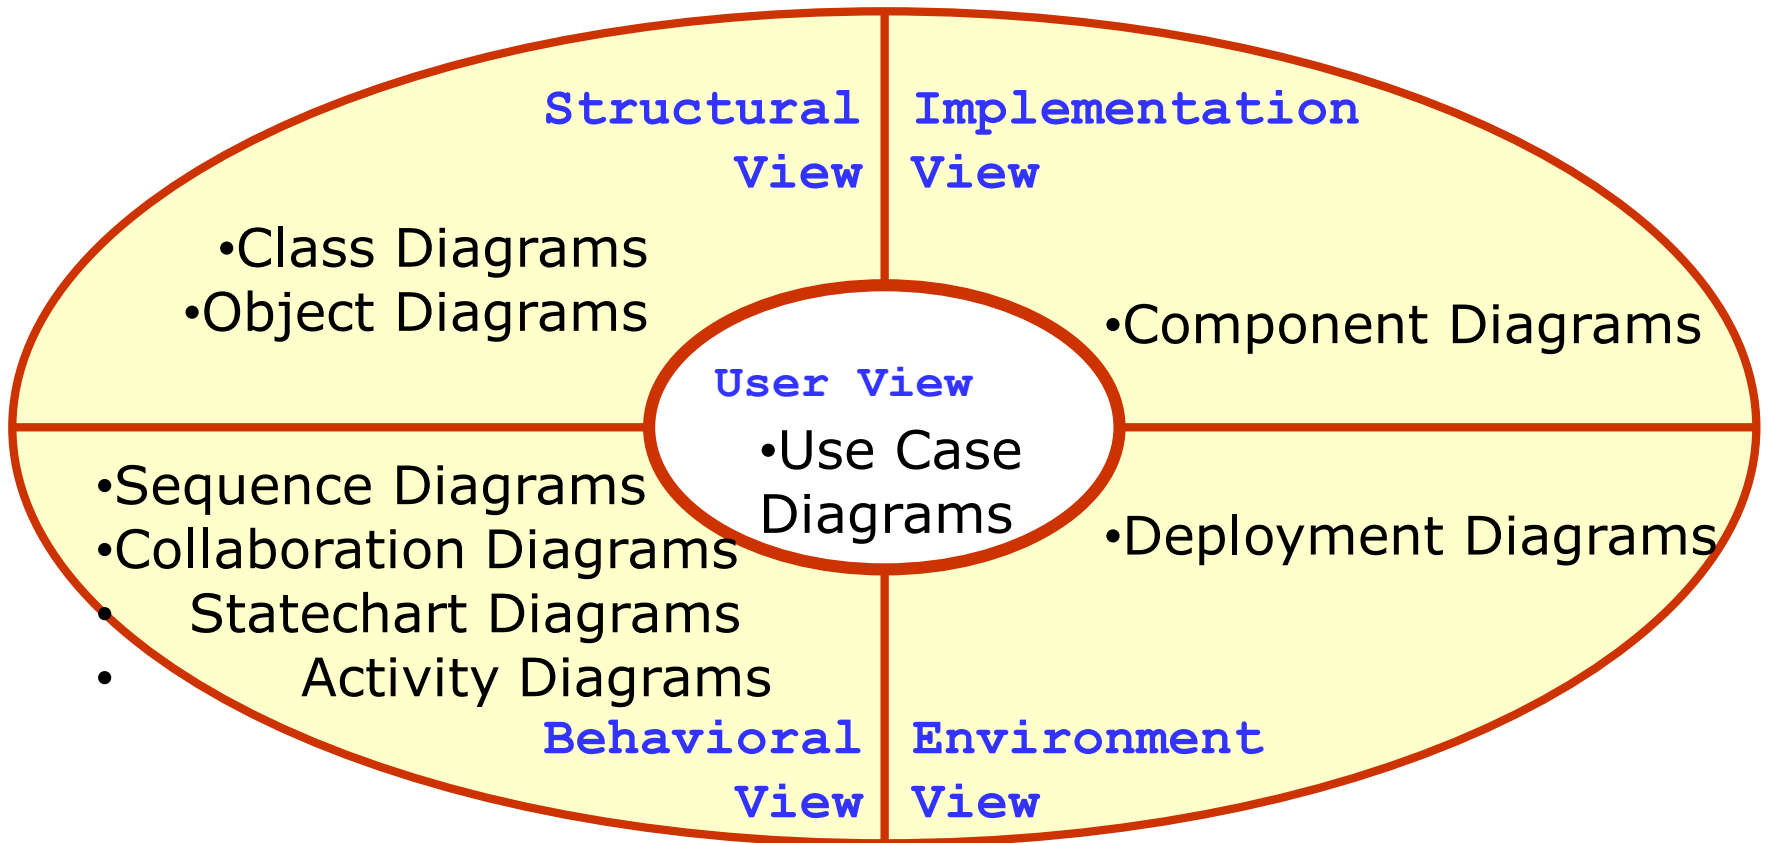 Structural
View
•Class Diagrams
•Object Diagrams
Implementation
View
•Component Diagrams
User View
•Use Case
Diagrams
•Sequence Diagrams
•Collaboration Diagrams
• Statechart Diagrams
• Activity Diagrams
Behavioral
View
•Deployment Diagrams
Environment
View